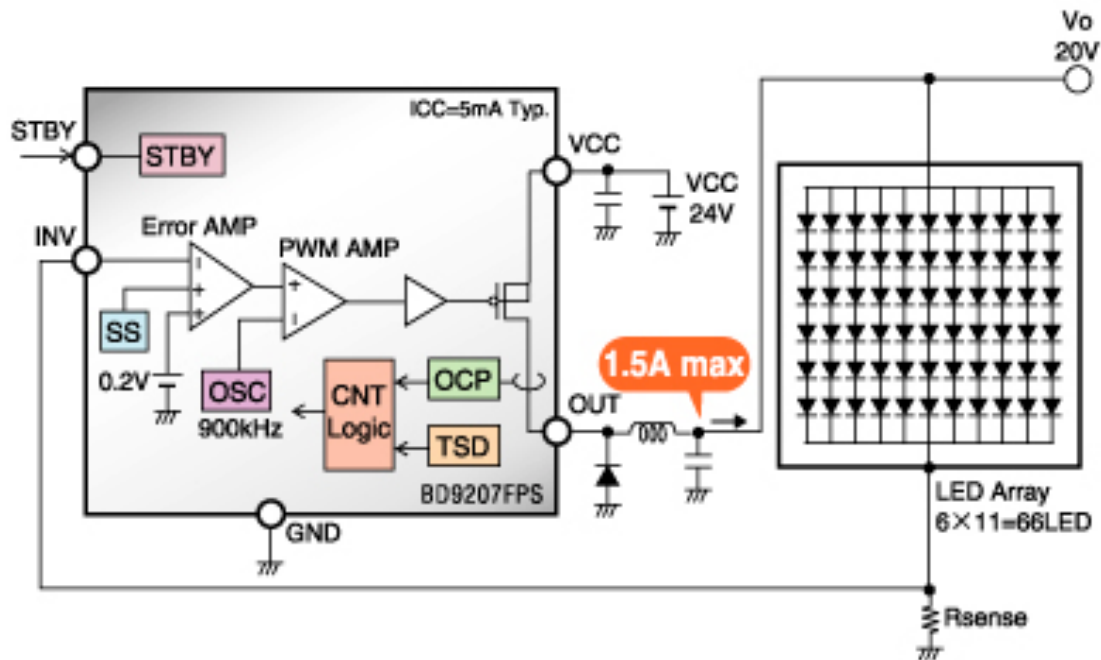 Vo
20V
ICC=5mA Typ.
STBY
STBY
VCC
VCC
24V
Error AMP
INV
PWM AMP
SS
0.2V
OSC
900kHz
CNT
Logic
OCP
TSD
1.5A max
OUT
BD9207FPS
GND
LED Array
6×11=66LED
Rsense